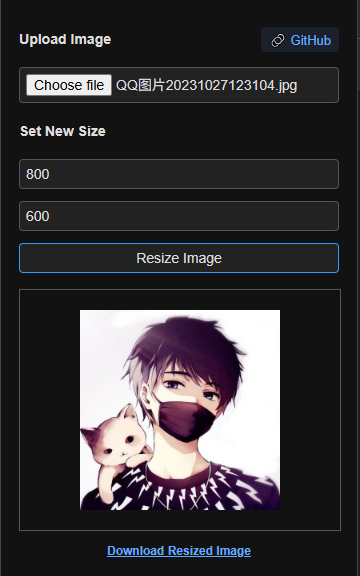 Upload Image
GitHub
Choose file QQ图片20231027123104.jpg
Set New Size
800
600
Resize Image
Download Resized Image